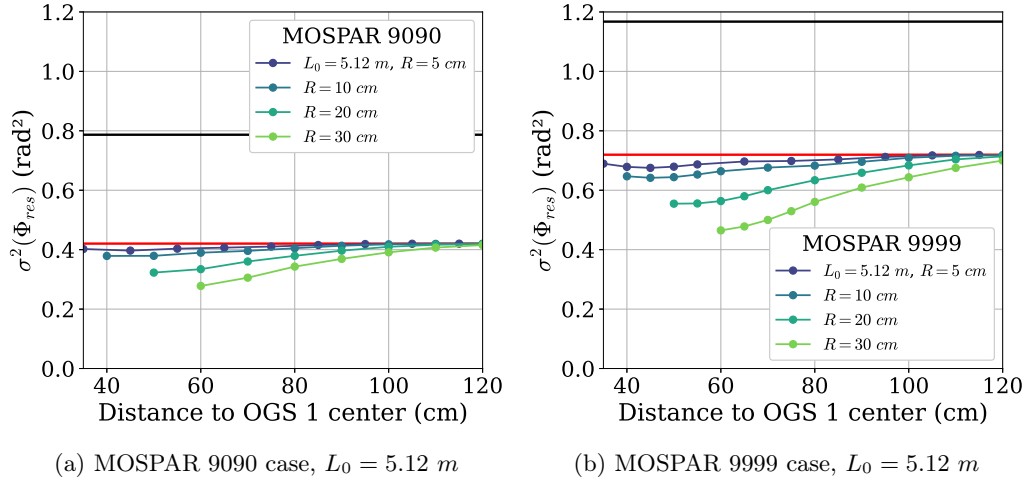 σ²(Φ_res) (rad²)
1.2
1.0
0.8
0.6
0.4
0.2
0.0
MOSPAR 9090
L₀ = 5.12 m, R = 5 cm
R = 10 cm
R = 20 cm
R = 30 cm
40 60 80 100 120
Distance to OGS 1 center (cm)
(a) MOSPAR 9090 case, L₀ = 5.12 m
σ²(Φ_res) (rad²)
1.2
1.0
0.8
0.6
0.4
0.2
0.0
MOSPAR 9999
L₀ = 5.12 m, R = 5 cm
R = 10 cm
R = 20 cm
R = 30 cm
40 60 80 100 120
Distance to OGS 1 center (cm)
(b) MOSPAR 9999 case, L₀ = 5.12 m